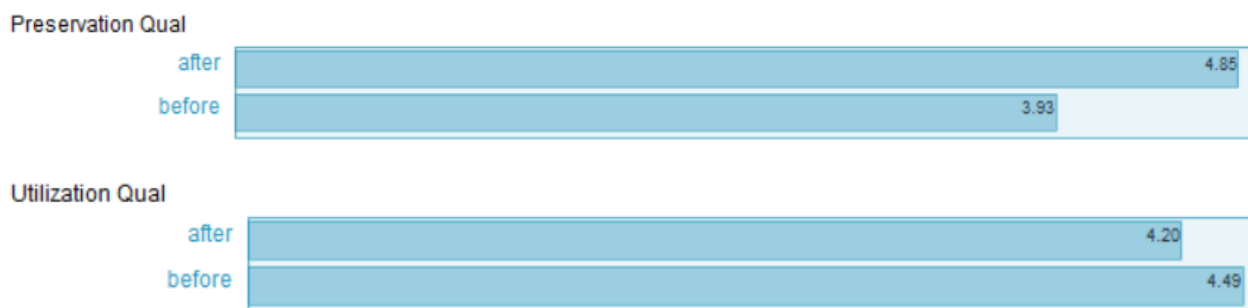 Preservation Qual
after 4.85
before 3.93
Utilization Qual
after 4.20
before 4.49